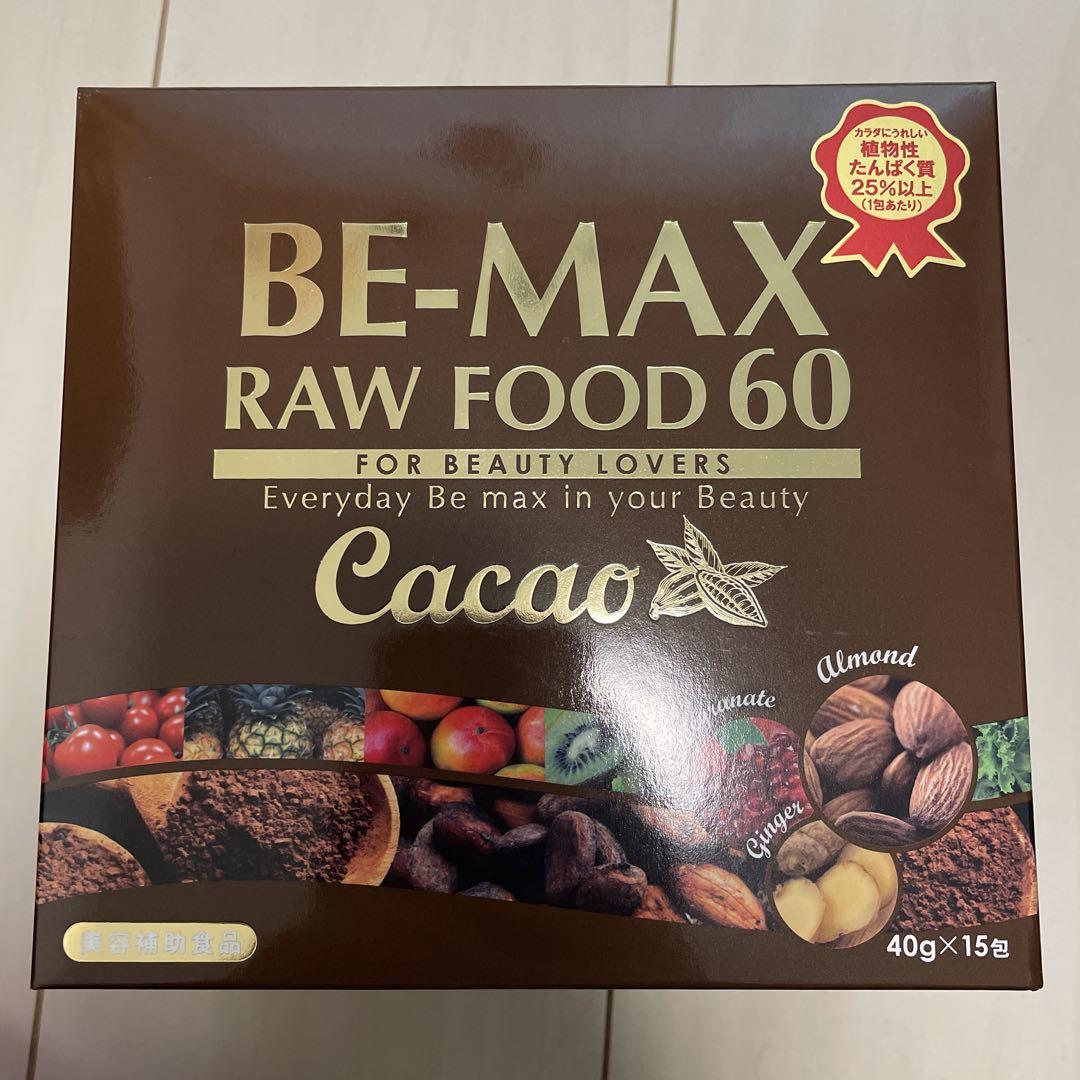 カラダにうれしい
植物性
たんぱく質
25%以上
(1包あたり)
BE-MAX
RAW FOOD 60
FOR BEAUTY LOVERS
Everyday Be max in your Beauty
Cacao
Almond
Ginger
美容補助食品
40g×15包